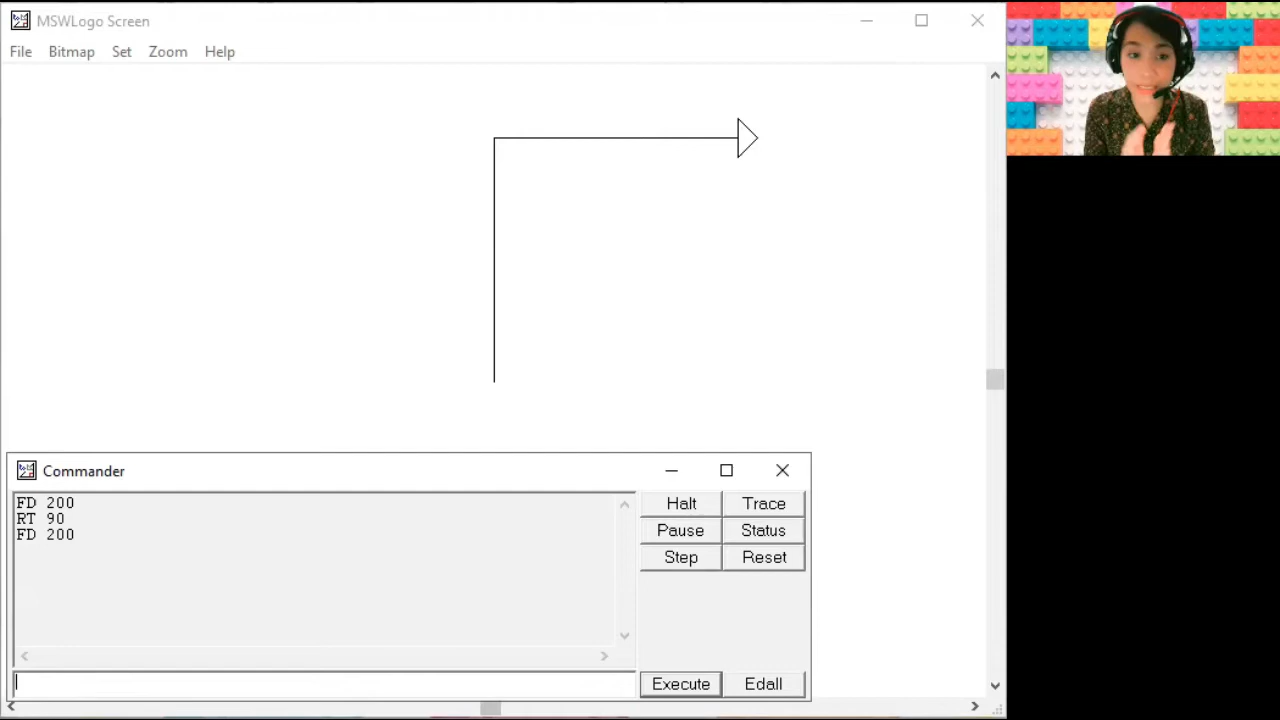 MSWLogo Screen
File Bitmap Set Zoom Help
Commander
FD 200
RT 90
FD 200
Halt Trace
Pause Status
Step Reset
Execute Edall